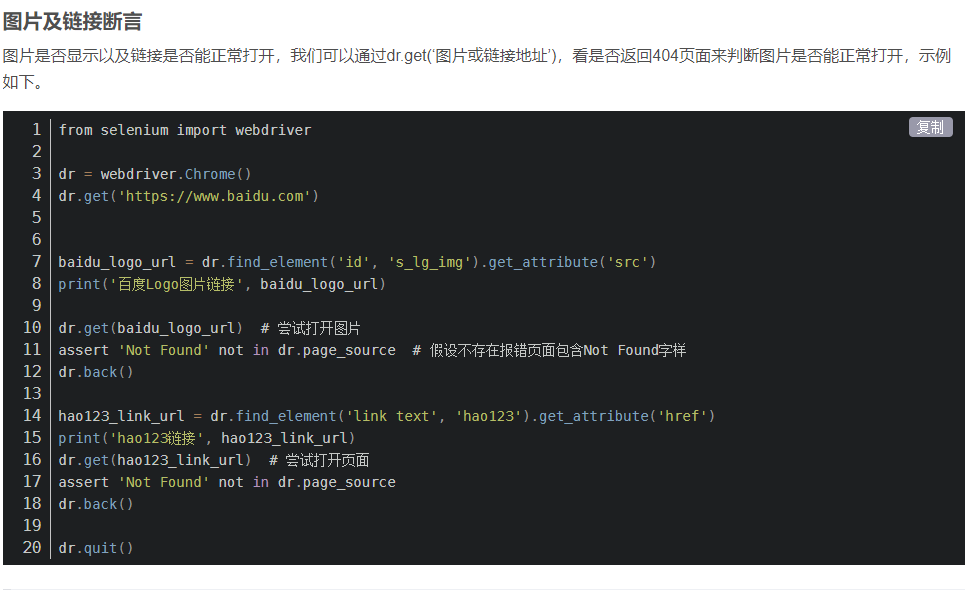 图片及链接断言
图片是否显示以及链接是否能正常打开，我们可以通过dr.get(‘图片或链接地址’)，看是否返回404页面来判断图片是否能正常打开，示例
如下。
复制
1 from selenium import webdriver
2
3 dr = webdriver.Chrome()
4 dr.get('https://www.baidu.com')
5
6
7 baidu_logo_url = dr.find_element('id', 's_lg_img').get_attribute('src')
8 print('百度Logo图片链接', baidu_logo_url)
9
10 dr.get(baidu_logo_url)  # 尝试打开图片
11 assert 'Not Found' not in dr.page_source  # 假设不存在报错页面包含Not Found字样
12 dr.back()
13
14 hao123_link_url = dr.find_element('link text', 'hao123').get_attribute('href')
15 print('hao123链接', hao123_link_url)
16 dr.get(hao123_link_url)  # 尝试打开页面
17 assert 'Not Found' not in dr.page_source
18 dr.back()
19
20 dr.quit()